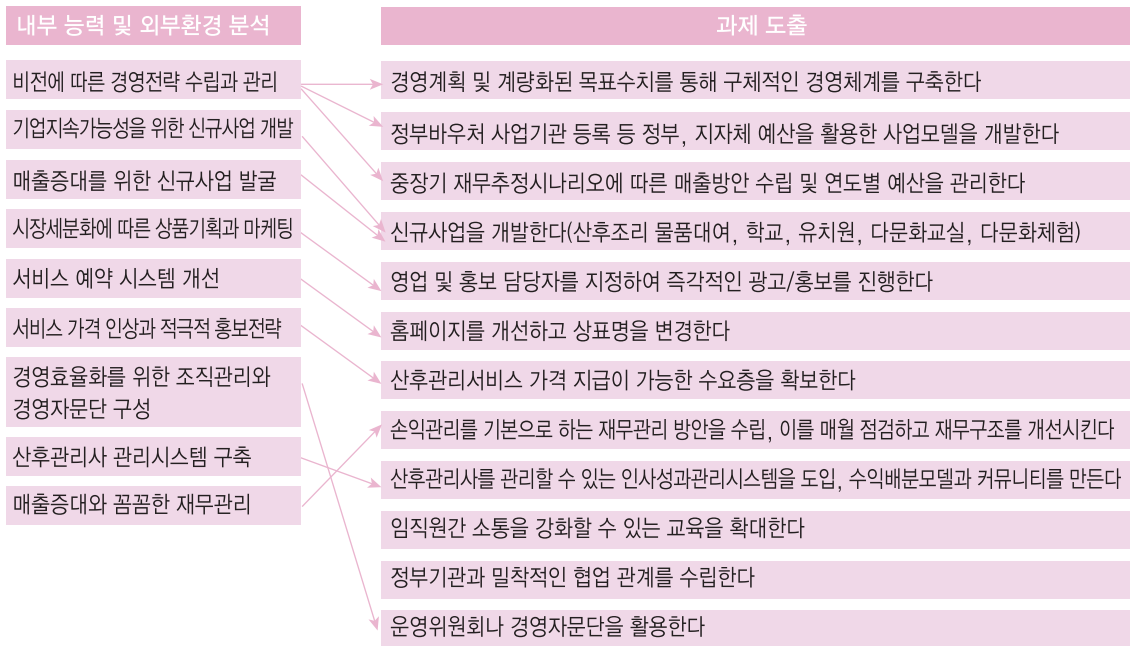 내부 능력 및 외부환경 분석
비전에 따른 경영전략 수립과 관리
기업지속가능성을 위한 신규사업 개발
매출증대를 위한 신규사업 발굴
시장세분화에 따른 상품기획과 마케팅
서비스 예약 시스템 개선
서비스 가격 인상과 적극적 홍보전략
경영효율화를 위한 조직관리와
경영자문단 구성
산후관리사 관리시스템 구축
매출증대와 꼼꼼한 재무관리
과제 도출
경영계획 및 계량화된 목표수치를 통해 구체적인 경영체계를 구축한다
정부바우처 사업기관 등록 등 정부, 지자체 예산을 활용한 사업모델을 개발한다
중장기 재무추정시나리오에 따른 매출방안 수립 및 연도별 예산을 관리한다
신규사업을 개발한다(산후조리 물품대여, 학교, 유치원, 다문화교실, 다문화체험)
영업 및 홍보 담당자를 지정하여 즉각적인 광고/홍보를 진행한다
홈페이지를 개선하고 상표명을 변경한다
산후관리서비스 가격 지급이 가능한 수요층을 확보한다
손익관리를 기본으로 하는 재무관리 방안을 수립, 이를 매월 점검하고 재무구조를 개선시킨다
산후관리사를 관리할 수 있는 인사성과관리시스템을 도입, 수익배분모델과 커뮤니티를 만든다
임직원간 소통을 강화할 수 있는 교육을 확대한다
정부기관과 밀착적인 협업 관계를 수립한다
운영위원회나 경영자문단을 활용한다